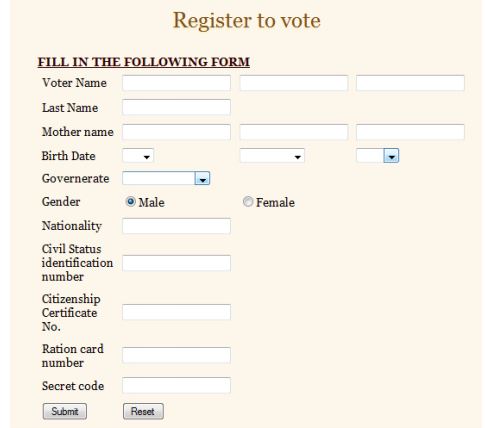 Register to vote
FILL IN THE FOLLOWING FORM
Voter Name
Last Name
Mother name
Birth Date
Governerate
Gender Male Female
Nationality
Civil Status
identification
number
Citizenship
Certificate
No.
Ration card
number
Secret code
Submit Reset